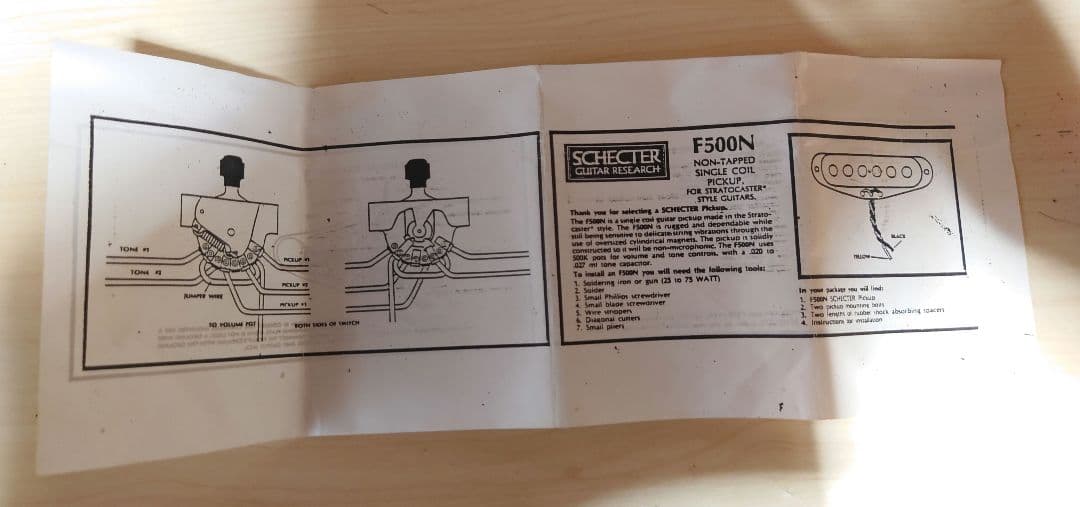 TONE #1
TONE #2
JUMPER WIRE
PICKUP
PICKUP #2
PICKUP #1
TO VOLUME POT
BOTH SIDES OF SWITCH
SCHECTER
GUITAR RESEARCH
F500N
NON-TAPPED
SINGLE COIL
PICKUP
FOR STRATOCASTER*
STYLE GUITARS.
Thank you for selecting a SCHECTER Pickup.
The F500N is a single coil guitar pickup made in the Strato-
caster* style. The F500N is rugged and dependable while
still being sensitive to delicate string vibrations through the
use of oversized cylindrical magnets. The pickup is solidly
constructed so it will be non-microphonic. The F500N uses
500K pots for volume and tone controls, with a .020 to
.027 mf tone capacitor.
To install an F500N you will need the following tools:
1. Soldering iron or gun (25 to 75 WATT)
2. Solder
3. Small Phillips screwdriver
4. Small blade screwdriver
5. Wire strippers
6. Diagonal cutters
7. Small pliers
BLACK
YELLOW
In your package you will find:
1. F500N SCHECTER Pickup
2. Two pickup mounting bolts
3. Two lengths of rubber shock absorbing spacers
4. Instructions for installation